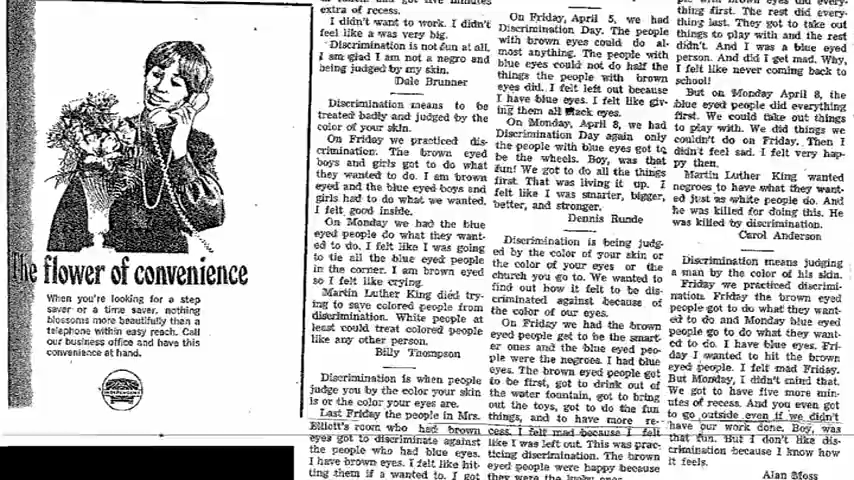 The flower of convenience
When you're looking for a step
saver or a time saver, nothing
blossoms more beautifully than a
telephone within easy reach. Call
our business office and have this
convenience at hand.
extra of recess.
I didn't want to work. I didn't
feel like a was very big.
Discrimination is not fun at all.
I am glad I am not a negro and
being judged by my skin.
Dale Brunner
Discrimination means to be
treated badly and judged by the
color of your skin.
On Friday we practiced dis-
crimination. The brown eyed
boys and girls got to do what
they wanted to do. I am brown
eyed and the blue eyed boys and
girls had to do what we wanted.
I felt good inside.
On Monday we had the blue
eyed people do what they want-
ed to do. I felt like I was going
to tie all the blue eyed people
in the corner. I am brown eyed
so I felt like crying.
Martin Luther King died try-
ing to save colored people from
discrimination. White people at
least could treat colored people
like any other person.
Billy Thompson
Discrimination is when people
judge you by the color your skin
is or the color your eyes are.
Last Friday the people in Mrs.
Elliott's room who had brown
eyes got to discriminate against
the people who had blue eyes.
I have brown eyes. I felt like hit-
ting them if a wanted to. I got
On Friday, April 5, we had
Discrimination Day. The people
with brown eyes could do al-
most anything. The people with
blue eyes could not do half the
things the people with brown
eyes did. I felt left out because
I have blue eyes. I felt like giv-
ing them all black eyes.
On Monday, April 8, we had
Discrimination Day again only
the people with blue eyes got to
be the wheels. Boy, was that
fun! We got to do all the things
first. That was living it up. I
felt like I was smarter, bigger,
better, and stronger.
Dennis Runde
Discrimination is being judg-
ed by the color of your skin or
the color of your eyes or the
church you go to. We wanted to
find out how it felt to be dis-
criminated against because of
the color of our eyes.
On Friday we had the brown
eyed people get to be the smart-
er ones and the blue eyed peo-
ple were the negroes. I had blue
eyes. The brown eyed people got
to be first, got to drink out of
the water fountain, got to bring
out the toys, got to do the fun
things, and to have more re-
cess. I felt mad because I felt
like I was left out. This was prac-
ticing discrimination. The brown
eyed people were happy because
they were the lucky ones
thing first. The rest did every-
thing last. They got to take out
things to play with and the rest
didn't. And I was a blue eyed
person. And did I get mad. Why,
I felt like never coming back to
school!
But on Monday April 8, the
blue eyed people did everything
first. We could take out things
to play with. We did things we
couldn't do on Friday. Then I
didn't feel sad. I felt very hap-
py then.
Martin Luther King wanted
negroes to have what they want-
ed just as white people do. And
he was killed for doing this. He
was killed by discrimination.
Carol Anderson
Discrimination means judging
a man by the color of his skin.
Friday we practiced discrimi-
nation. Friday the brown eyed
people got to do what they want-
ed to do and Monday blue eyed
people go to do what they want-
ed to do. I have blue eyes. Fri-
day I wanted to hit the brown
eyed people. I felt mad Friday.
But Monday, I didn't mind that.
We got to have five more min-
utes of recess. And you even got
to go outside even if we didn't
have our work done. Boy, was
that fun. But I don't like dis-
crimination because I know how
it feels.
Alan Moss